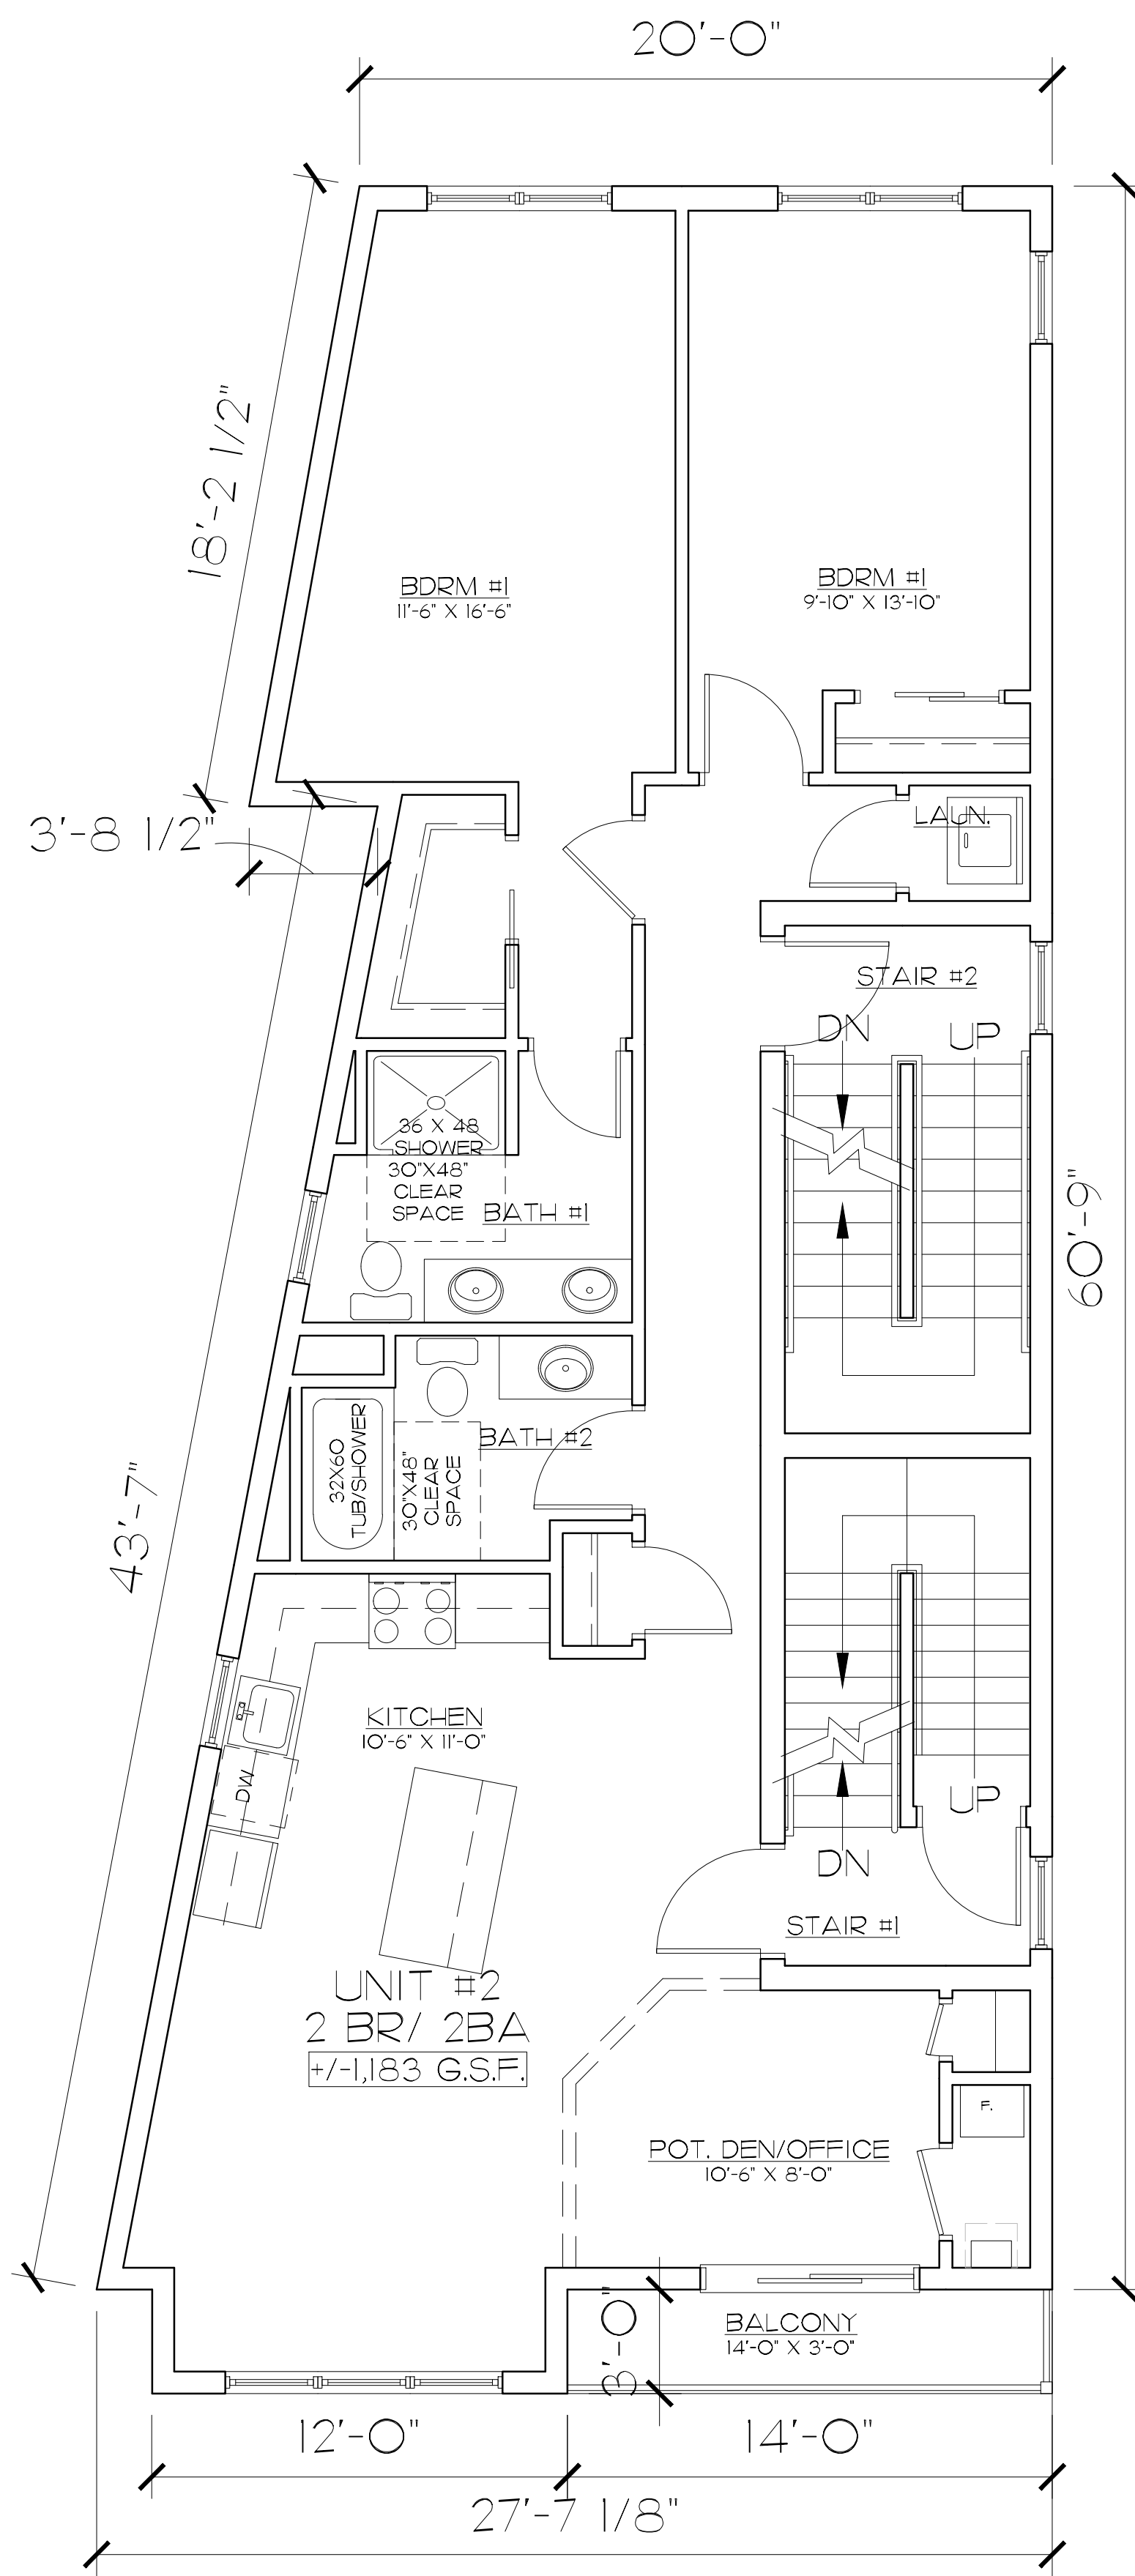 20'-0"
18'-2 1/2"
BDRM #1
11'-6" X 16'-6"
BDRM #1
9'-10" X 13'-10"
3'-8 1/2"
LAUN.
STAIR #2
DN
UP
36 X 48
SHOWER
30"X48"
CLEAR
SPACE
BATH #1
60'-9"
BATH #2
32X60
TUB/SHOWER
30"X48"
CLEAR
SPACE
43'-7"
KITCHEN
10'-6" X 11'-0"
DW
UP
DN
STAIR #1
UNIT #2
2 BR/ 2BA
+/-1,183 G.S.F.
F.
POT. DEN/OFFICE
10'-6" X 8'-0"
3'-0"
BALCONY
14'-0" X 3'-0"
12'-0"
14'-0"
27'-7 1/8"